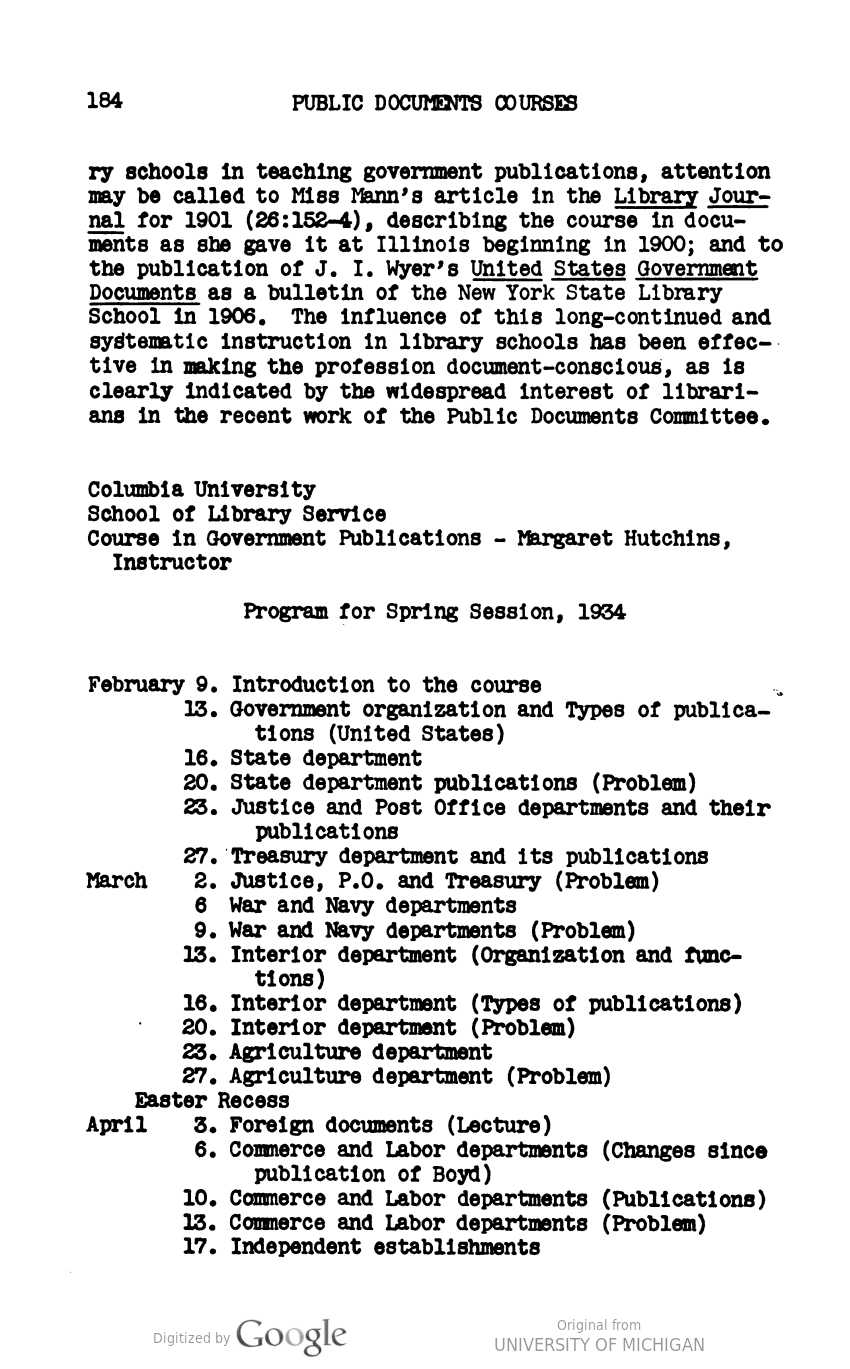 184 PUBLIC DOCUMENTS COURSES
ry schools in teaching government publications, attention
may be called to Miss Mann's article in the Library Jour-
nal for 1901 (26:152-4), describing the course in docu-
ments as she gave it at Illinois beginning in 1900; and to
the publication of J. I. Wyer's United States Government
Documents as a bulletin of the New York State Library
School in 1906. The influence of this long-continued and
systematic instruction in library schools has been effec-
tive in making the profession document-conscious, as is
clearly indicated by the widespread interest of librari-
ans in the recent work of the Public Documents Committee.
Columbia University
School of Library Service
Course in Government Publications - Margaret Hutchins,
Instructor
Program for Spring Session, 1934
February 9. Introduction to the course
13. Government organization and Types of publica-
tions (United States)
16. State department
20. State department publications (Problem)
23. Justice and Post Office departments and their
publications
27. Treasury department and its publications
March 2. Justice, P.O. and Treasury (Problem)
6 War and Navy departments
9. War and Navy departments (Problem)
13. Interior department (Organization and func-
tions)
16. Interior department (Types of publications)
20. Interior department (Problem)
23. Agriculture department
27. Agriculture department (Problem)
Easter Recess
April 3. Foreign documents (Lecture)
6. Commerce and Labor departments (Changes since
publication of Boyd)
10. Commerce and Labor departments (Publications)
13. Commerce and Labor departments (Problem)
17. Independent establishments
Digitized by Google
Original from
UNIVERSITY OF MICHIGAN